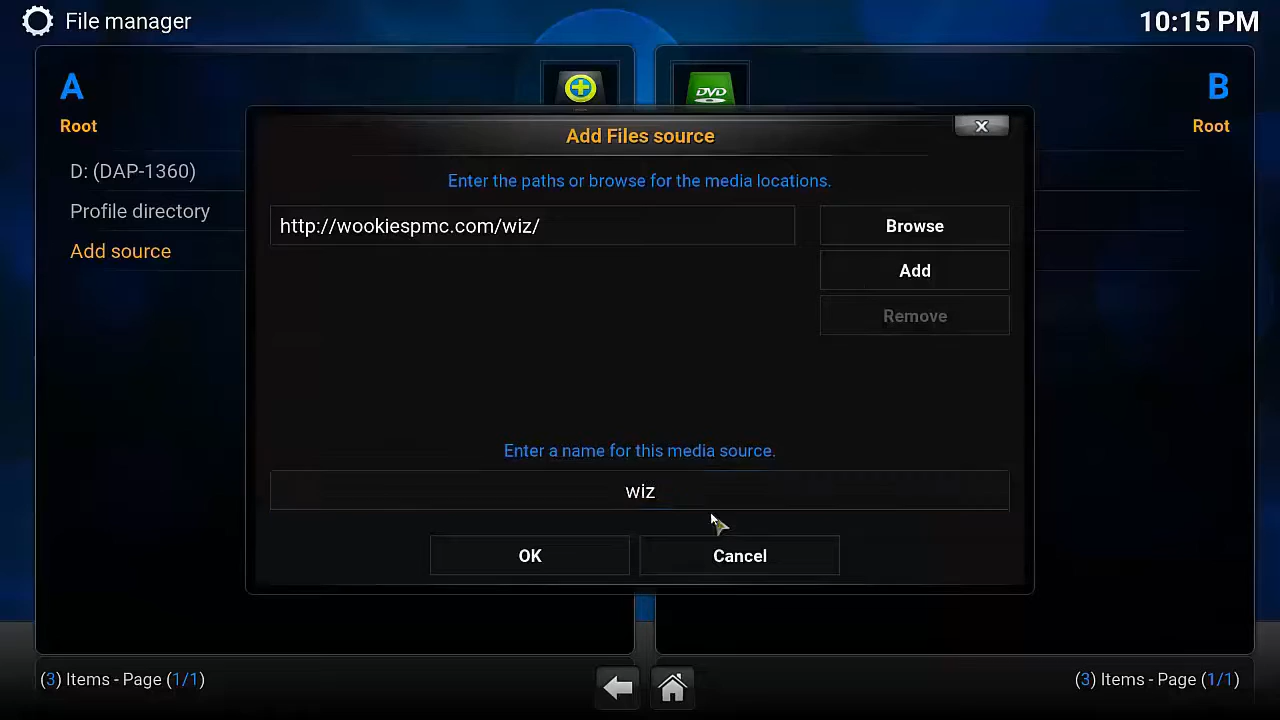 File manager
10:15 PM
A
B
DVD
Root
Root
Add Files source
Enter the paths or browse for the media locations.
D: (DAP-1360)
Profile directory
Add source
http://wookiespmc.com/wiz/
Browse
Add
Remove
Enter a name for this media source.
wiz
OK
Cancel
(3) Items - Page (1/1)
(3) Items - Page (1/1)